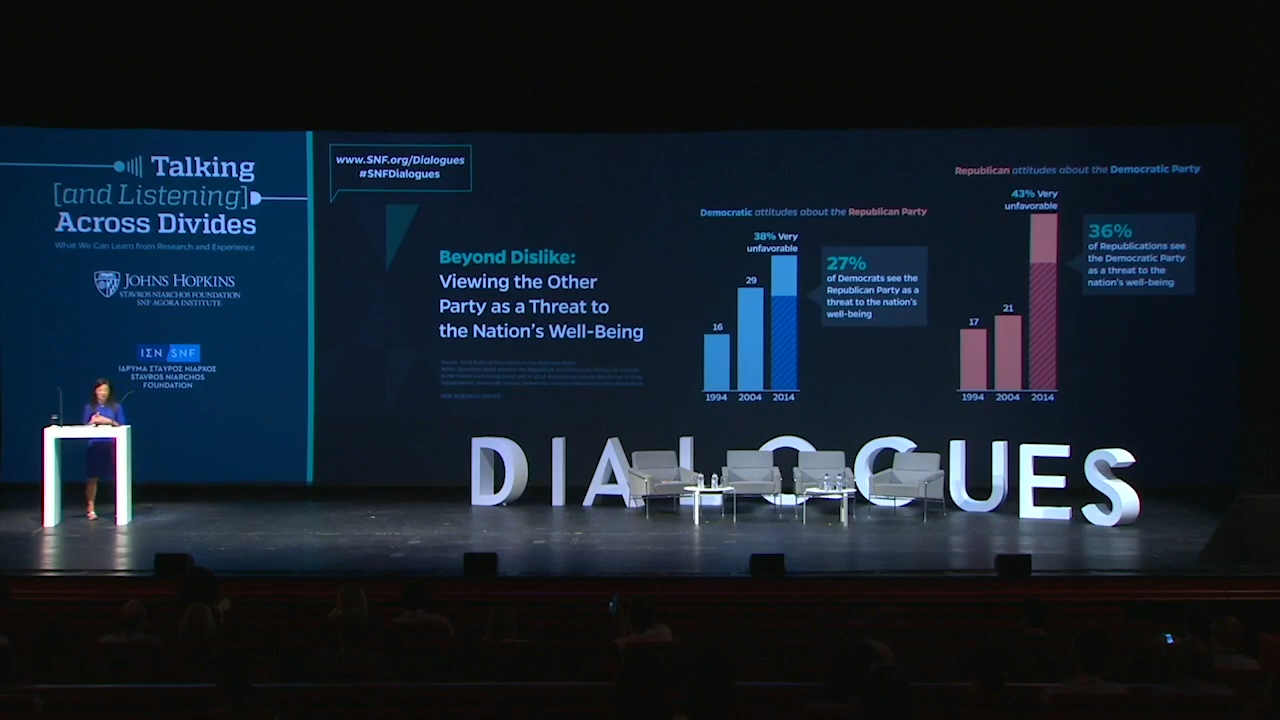 Talking
[and Listening]
Across Divides
What We Can Learn from Research and Experience
JOHNS HOPKINS
STAVROS NIARCHOS FOUNDATION
SNF AGORA INSTITUTE
ΙΣΝ SNF
ΙΔΡΥΜΑ ΣΤΑΥΡΟΣ ΝΙΑΡΧΟΣ
STAVROS NIARCHOS
FOUNDATION
www.SNF.org/Dialogues
#SNFDialogues
Beyond Dislike:
Viewing the Other
Party as a Threat to
the Nation's Well-Being
Democratic attitudes about the Republican Party
38% Very
unfavorable
29
16
1994 2004 2014
27%
of Democrats see the
Republican Party as a
threat to the nation's
well-being
Republican attitudes about the Democratic Party
43% Very
unfavorable
21
17
1994 2004 2014
36%
of Republications see
the Democratic Party
as a threat to the
nation's well-being
DIALOGUES